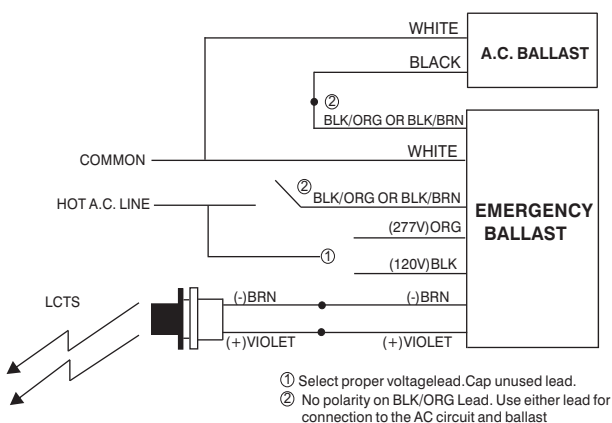 WHITE
A.C. BALLAST
BLACK
②
BLK/ORG OR BLK/BRN
COMMON
WHITE
②
HOT A.C. LINE
BLK/ORG OR BLK/BRN
EMERGENCY
BALLAST
(277V)ORG
①
(120V)BLK
LCTS
(-)BRN
(-)BRN
(+)VIOLET
(+)VIOLET
① Select proper voltagelead.Cap unused lead.
② No polarity on BLK/ORG Lead. Use either lead for
connection to the AC circuit and ballast